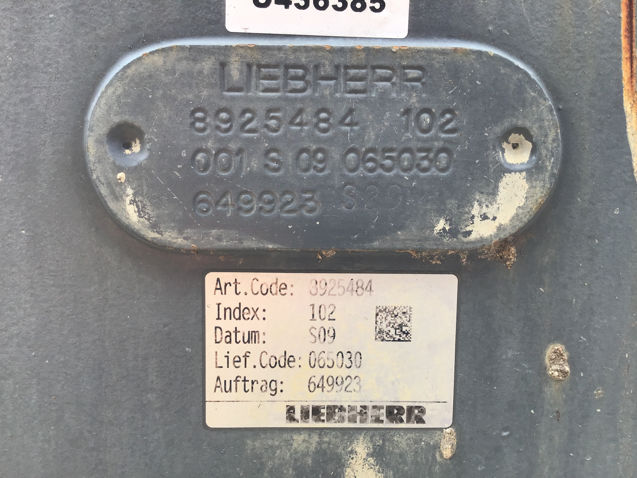 0436385
LIEBHERR
8925484 102
001 S 09 065030
649923
Art.Code: 8925484
Index: 102
Datum: S09
Lief.Code: 065030
Auftrag: 649923
LIEBHERR